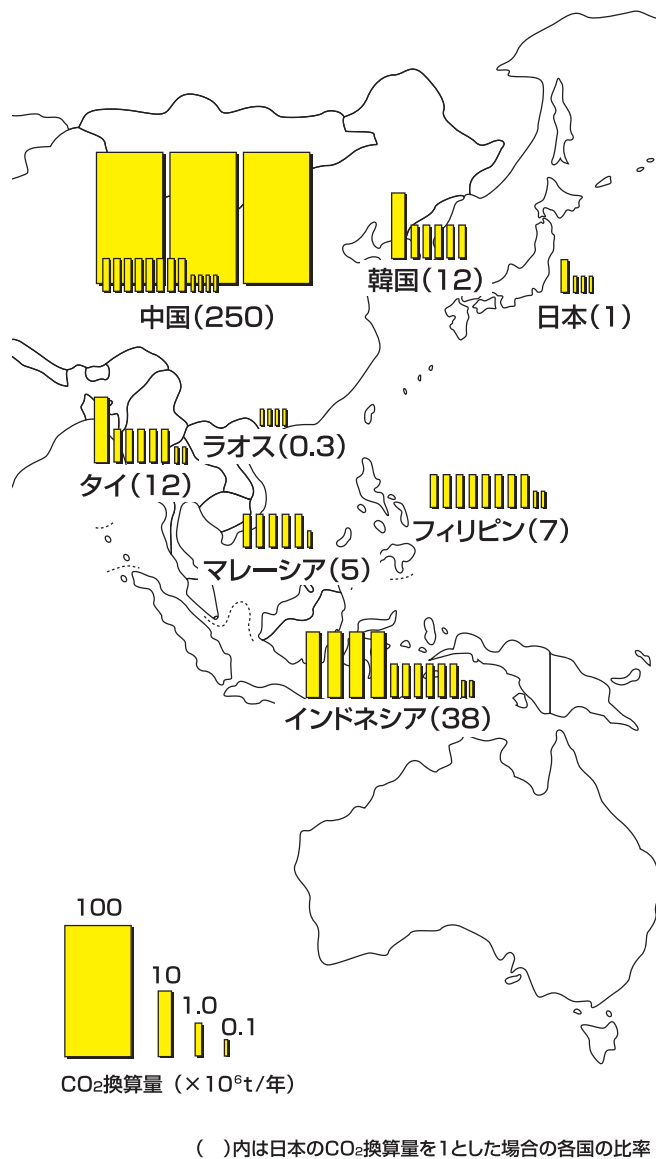 韓国(12)
中国(250)
日本(1)
ラオス(0.3)
タイ(12)
フィリピン(7)
マレーシア(5)
インドネシア(38)
100
10
1.0
0.1
CO₂換算量 (×10⁶t/年)
( )内は日本のCO₂換算量を1とした場合の各国の比率